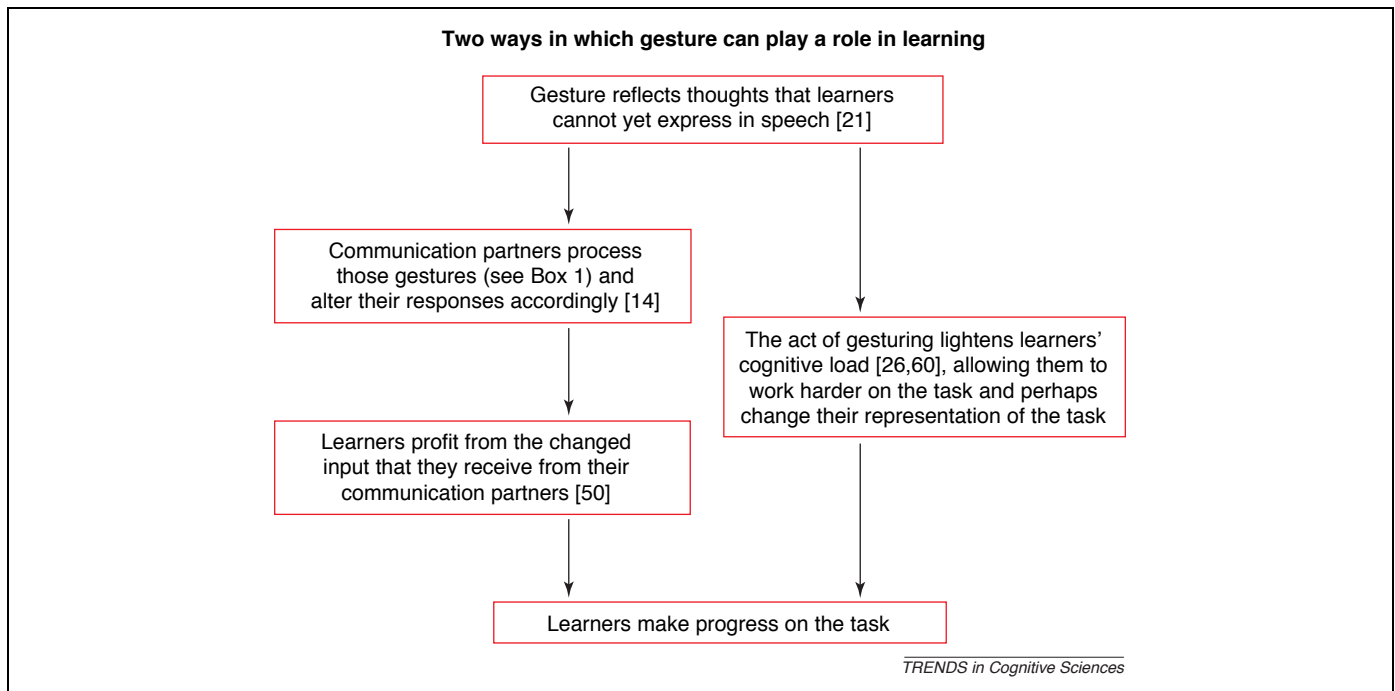 Two ways in which gesture can play a role in learning
Gesture reflects thoughts that learners
cannot yet express in speech [21]
Communication partners process
those gestures (see Box 1) and
alter their responses accordingly [14]
The act of gesturing lightens learners’
cognitive load [26,60], allowing them to
work harder on the task and perhaps
change their representation of the task
Learners profit from the changed
input that they receive from their
communication partners [50]
Learners make progress on the task
TRENDS in Cognitive Sciences